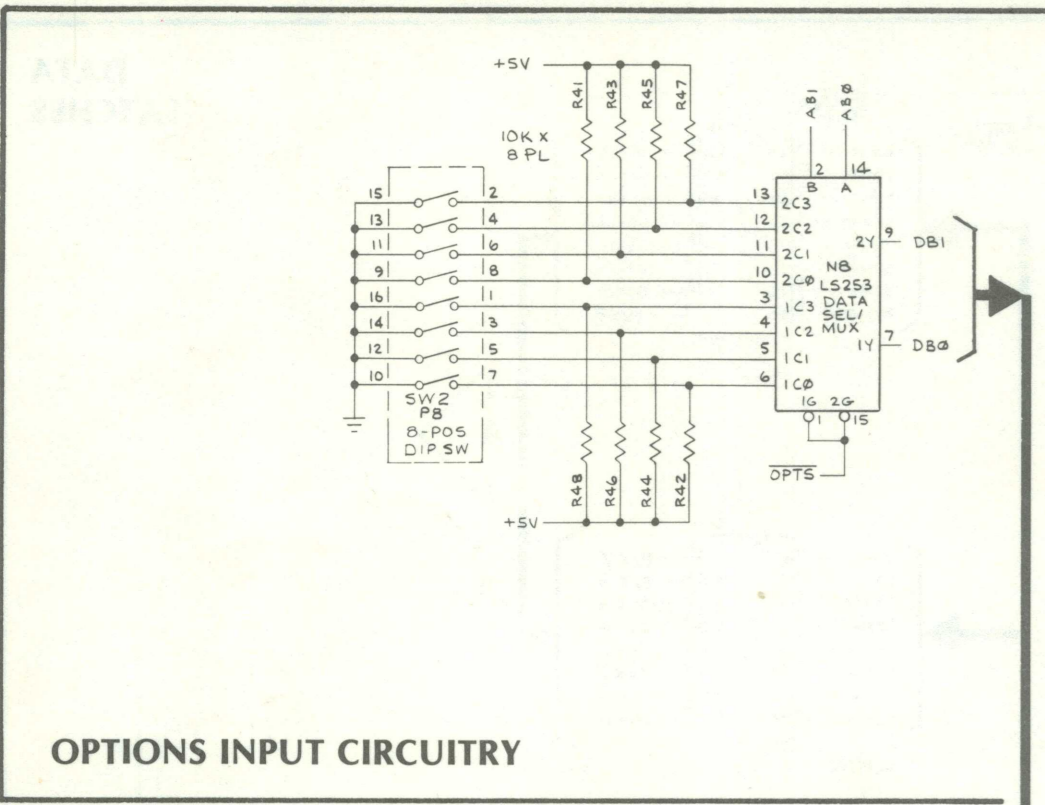 +5V
R41
R43
R45
R47
10K X
8 PL
AB1
ABØ
2
14
B
A
15
2
13
2C3
13
4
12
2C2
11
6
11
2C1
2Y
9
DB1
9
8
10
2CØ
N8
LS253
DATA
SEL/
MUX
16
1
3
1C3
14
3
4
1C2
12
5
5
1C1
1Y
7
DBØ
10
7
6
1CØ
SW2
P8
8-POS
DIP SW
1G
2G
1
15
OPTS
R48
R46
R44
R42
+5V
OPTIONS INPUT CIRCUITRY